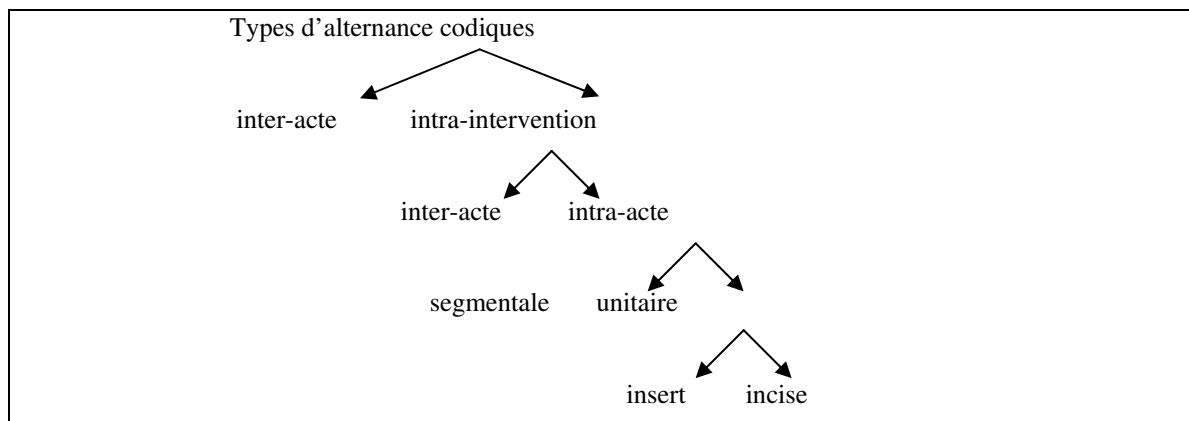 Types d’alternance codiques
inter-acte intra-intervention
inter-acte intra-acte
segmentale unitaire
insert incise